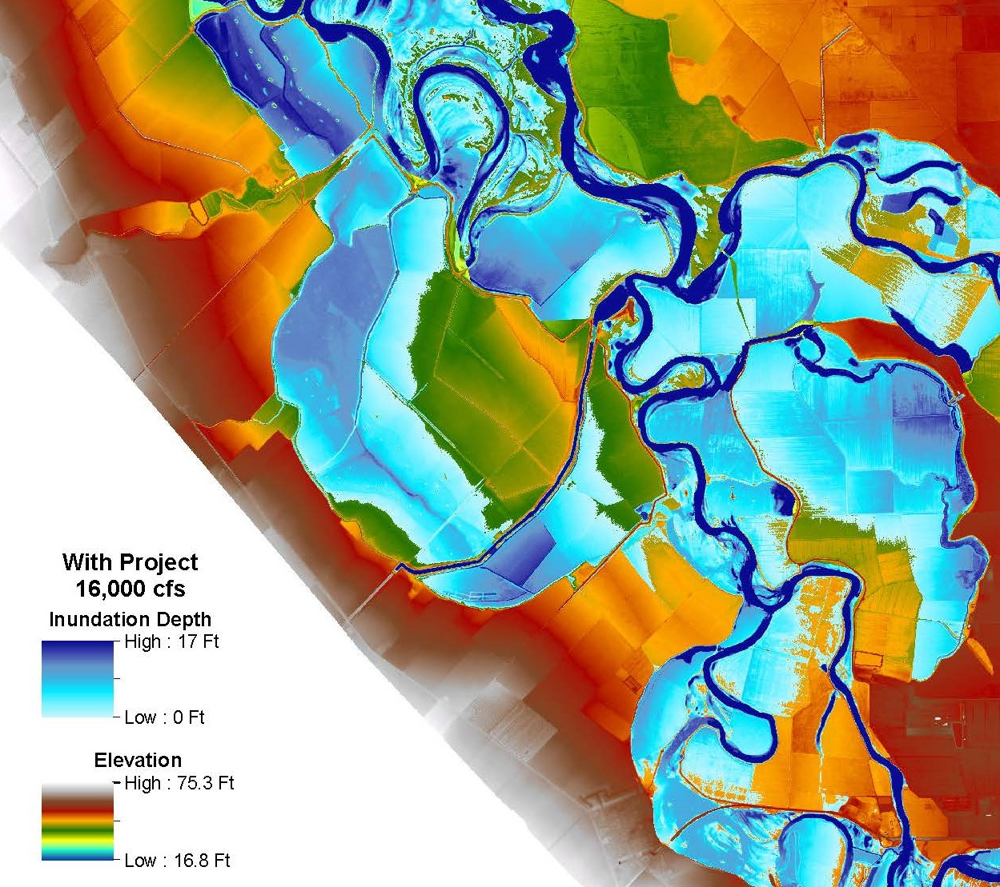 With Project
16,000 cfs
Inundation Depth
High : 17 Ft
Low : 0 Ft
Elevation
High : 75.3 Ft
Low : 16.8 Ft